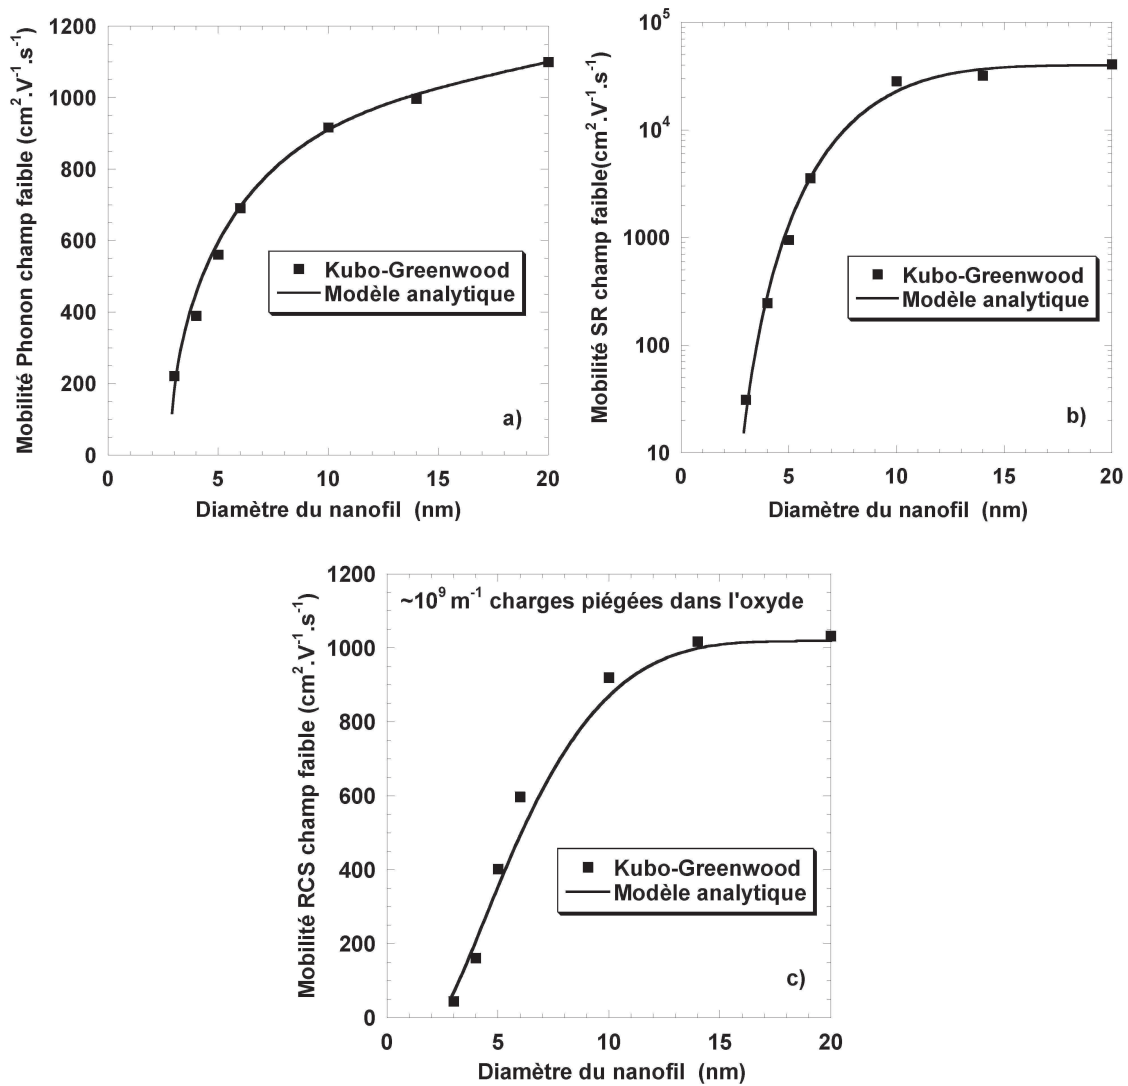 Mobilité Phonon champ faible (cm².V⁻¹.s⁻¹)
1200
1000
800
600
400
200
0
0 5 10 15 20
Diamètre du nanofil (nm)
Kubo-Greenwood
Modèle analytique
a)
Mobilité SR champ faible(cm².V⁻¹.s⁻¹)
10⁵
10⁴
1000
100
10
0 5 10 15 20
Diamètre du nanofil (nm)
Kubo-Greenwood
Modèle analytique
b)
Mobilité RCS champ faible (cm².V⁻¹.s⁻¹)
1200
1000
800
600
400
200
0
0 5 10 15 20
Diamètre du nanofil (nm)
~10⁹ m⁻¹ charges piégées dans l'oxyde
Kubo-Greenwood
Modèle analytique
c)